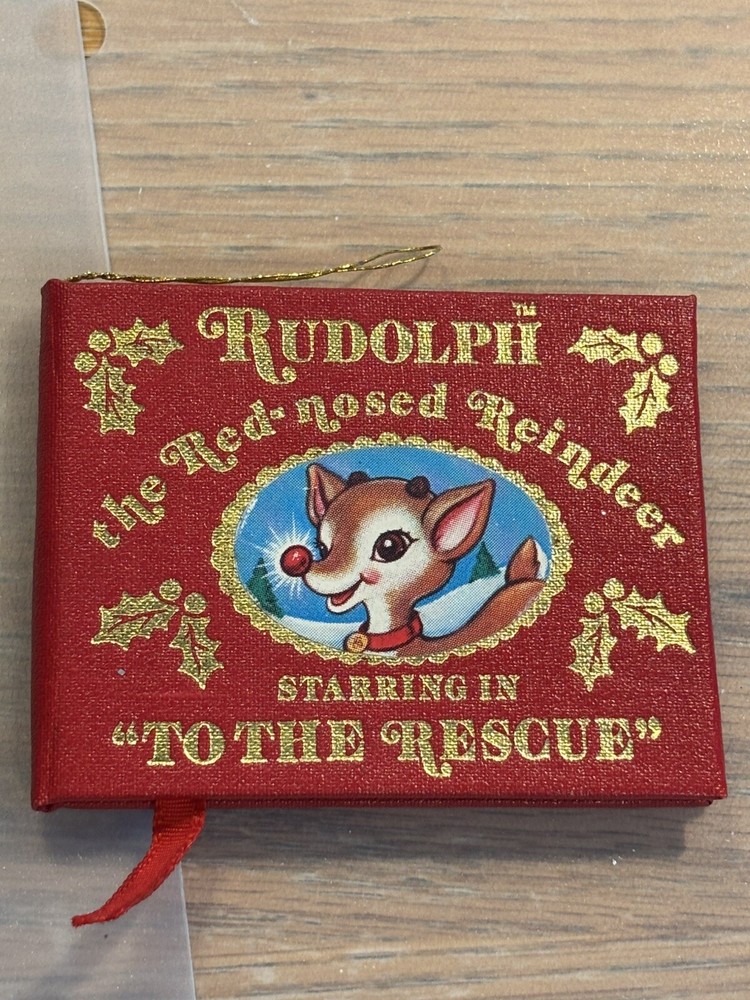 RUDOLPH™
the Red-nosed Reindeer
STARRING IN
“TO THE RESCUE”